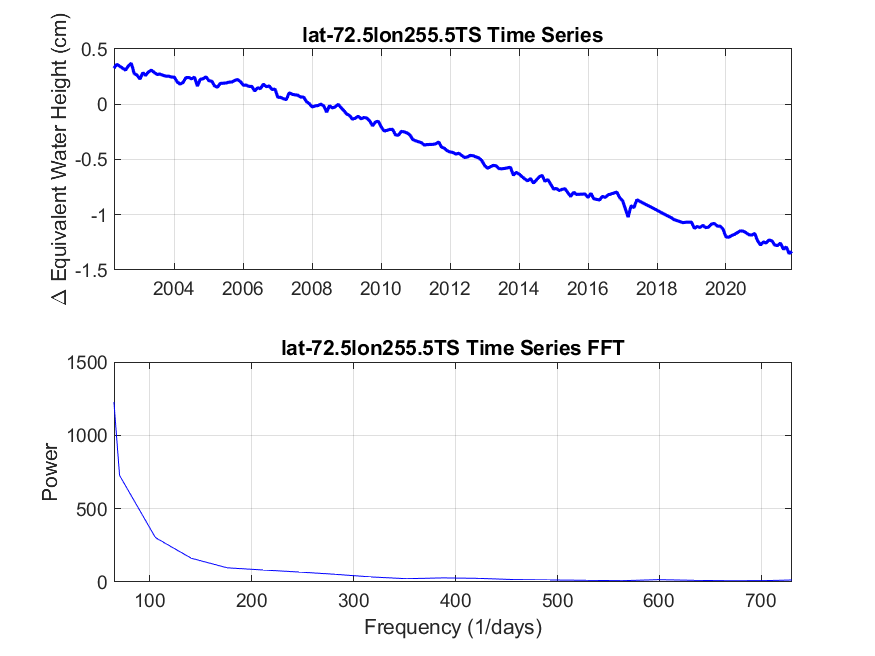 lat-72.5lon255.5TS Time Series
Δ Equivalent Water Height (cm)
0.5
0
-0.5
-1
-1.5
2004 2006 2008 2010 2012 2014 2016 2018 2020
lat-72.5lon255.5TS Time Series FFT
Power
1500
1000
500
0
100 200 300 400 500 600 700
Frequency (1/days)